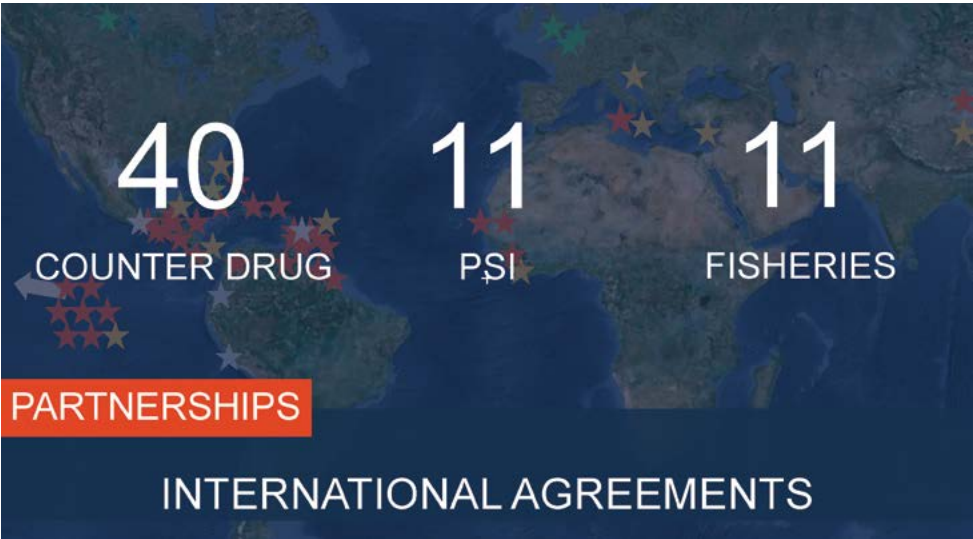 40 11 11
COUNTER DRUG PSI FISHERIES
PARTNERSHIPS
INTERNATIONAL AGREEMENTS